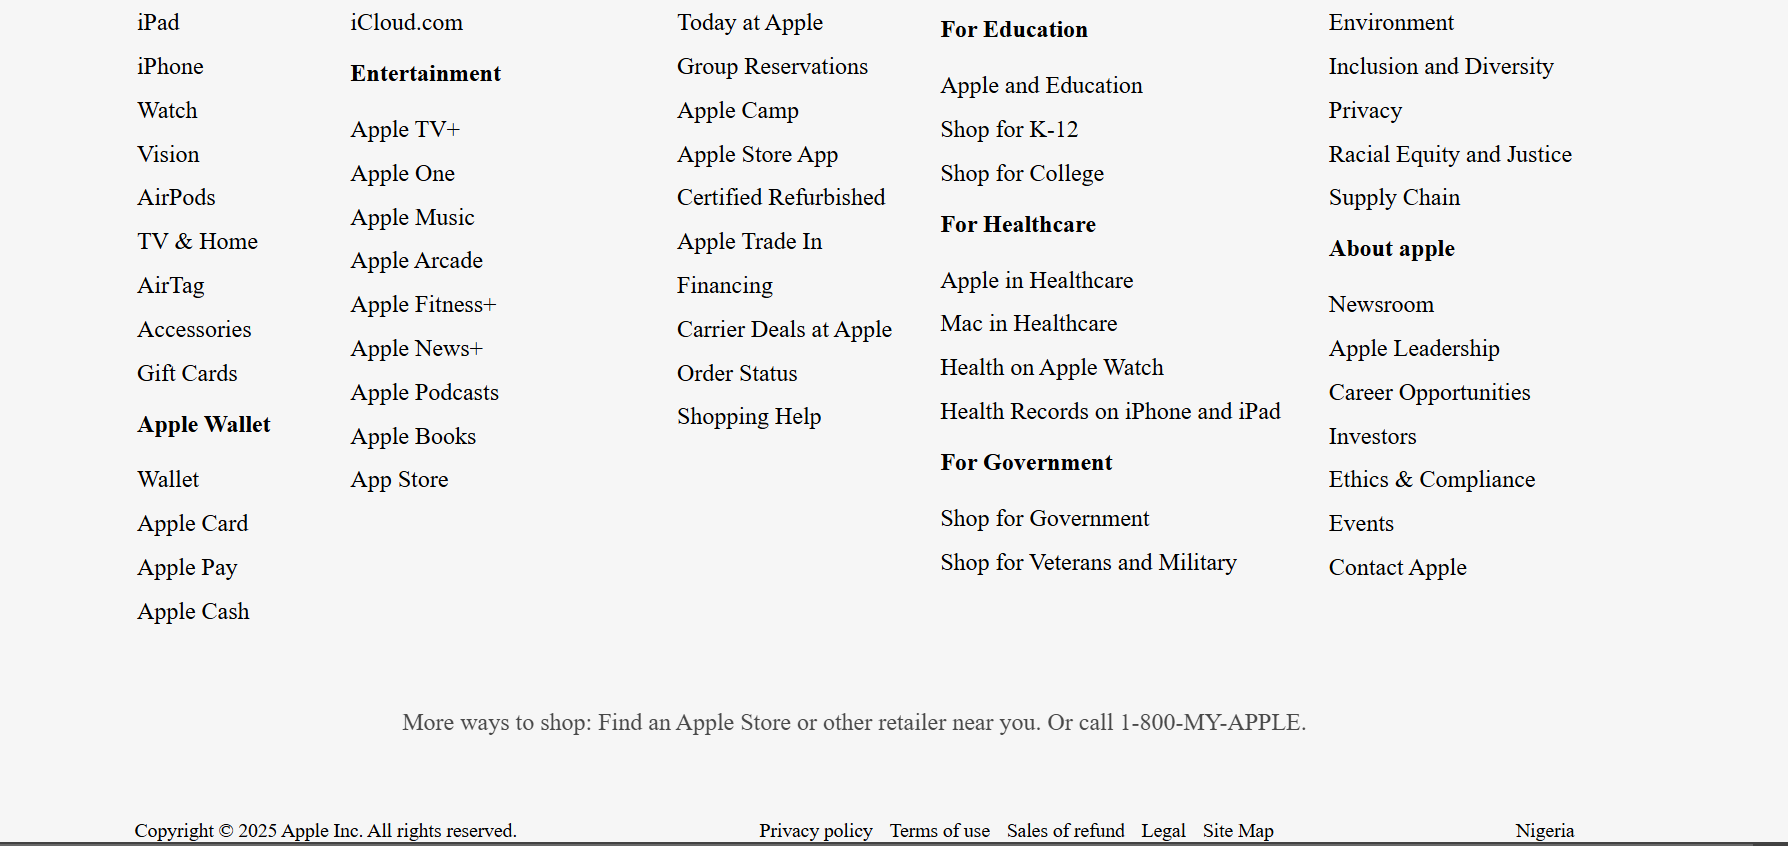 iPad
iPhone
Watch
Vision
AirPods
TV & Home
AirTag
Accessories
Gift Cards
Apple Wallet
Wallet
Apple Card
Apple Pay
Apple Cash
iCloud.com
Entertainment
Apple TV+
Apple One
Apple Music
Apple Arcade
Apple Fitness+
Apple News+
Apple Podcasts
Apple Books
App Store
Today at Apple
Group Reservations
Apple Camp
Apple Store App
Certified Refurbished
Apple Trade In
Financing
Carrier Deals at Apple
Order Status
Shopping Help
For Education
Apple and Education
Shop for K-12
Shop for College
For Healthcare
Apple in Healthcare
Mac in Healthcare
Health on Apple Watch
Health Records on iPhone and iPad
For Government
Shop for Government
Shop for Veterans and Military
Environment
Inclusion and Diversity
Privacy
Racial Equity and Justice
Supply Chain
About apple
Newsroom
Apple Leadership
Career Opportunities
Investors
Ethics & Compliance
Events
Contact Apple
More ways to shop: Find an Apple Store or other retailer near you. Or call 1-800-MY-APPLE.
Copyright © 2025 Apple Inc. All rights reserved. Privacy policy Terms of use Sales of refund Legal Site Map Nigeria